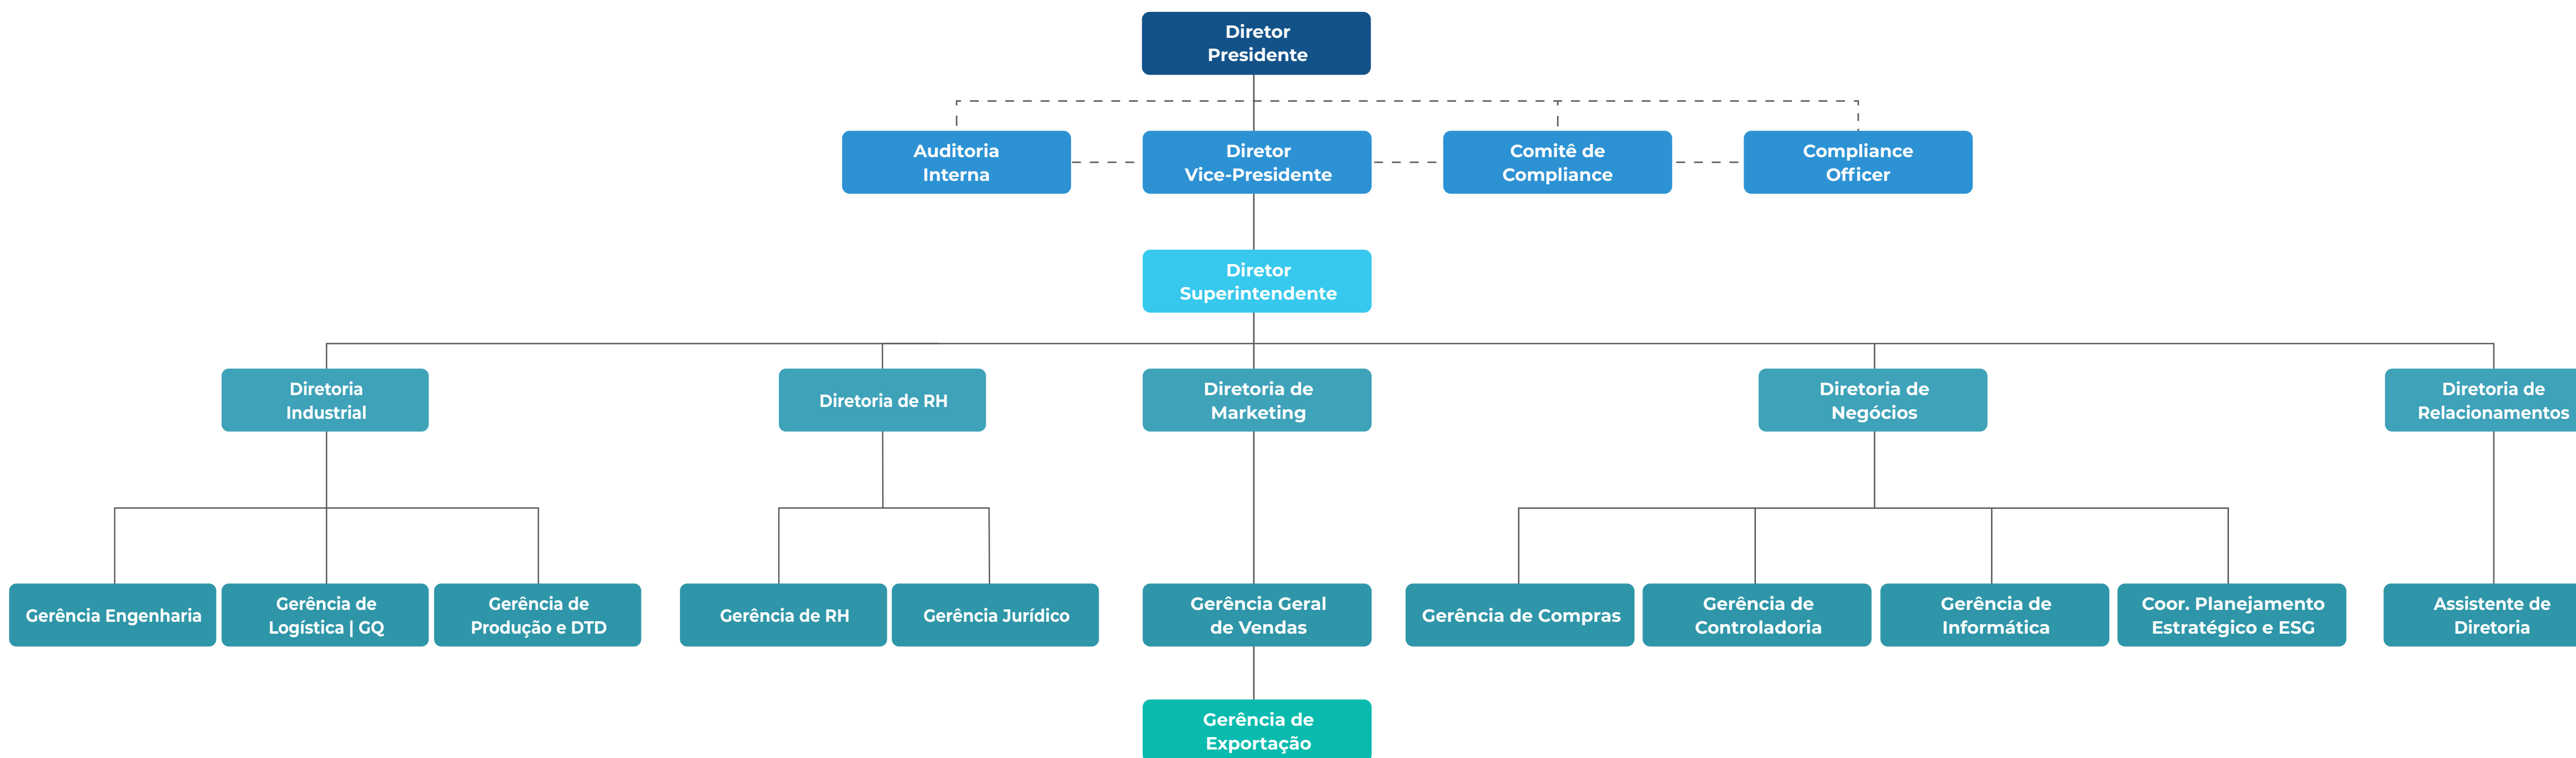 Diretor
Presidente
Auditoria
Interna
Diretor
Vice-Presidente
Comitê de
Compliance
Compliance
Officer
Diretor
Superintendente
Diretoria
Industrial
Diretoria de RH
Diretoria de
Marketing
Diretoria de
Negócios
Diretoria de
Relacionamentos
Gerência Engenharia
Gerência de
Logística | GQ
Gerência de
Produção e DTD
Gerência de RH
Gerência Jurídico
Gerência Geral
de Vendas
Gerência de Compras
Gerência de
Controladoria
Gerência de
Informática
Coor. Planejamento
Estratégico e ESG
Assistente de
Diretoria
Gerência de
Exportação